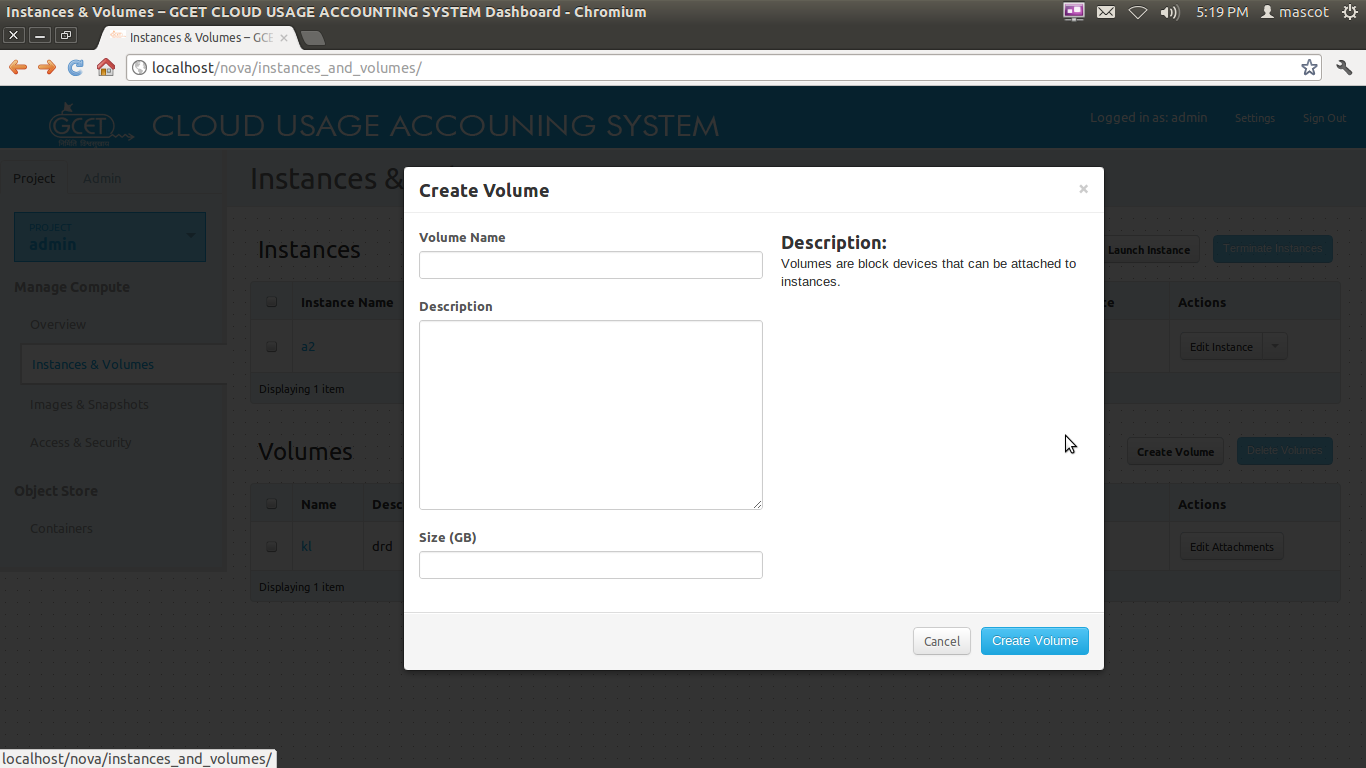 Instances & Volumes – GCET CLOUD USAGE ACCOUNTING SYSTEM Dashboard - Chromium
5:19 PM mascot
Instances & Volumes – GCE
localhost/nova/instances_and_volumes/
GCET CLOUD USAGE ACCOUNING SYSTEM
Logged in as: admin Settings Sign Out
Project Admin
Instances &
PROJECT
admin
Manage Compute
Overview
Instances & Volumes
Images & Snapshots
Access & Security
Object Store
Containers
Instances
Launch Instance Terminate Instances
Instance Name Actions
a2 Edit Instance
Displaying 1 item
Volumes
Create Volume Delete Volumes
Name Desc Actions
kl drd Edit Attachments
Displaying 1 item
Create Volume ×
Volume Name
Description
Size (GB)
Description:
Volumes are block devices that can be attached to
instances.
Cancel Create Volume
localhost/nova/instances_and_volumes/